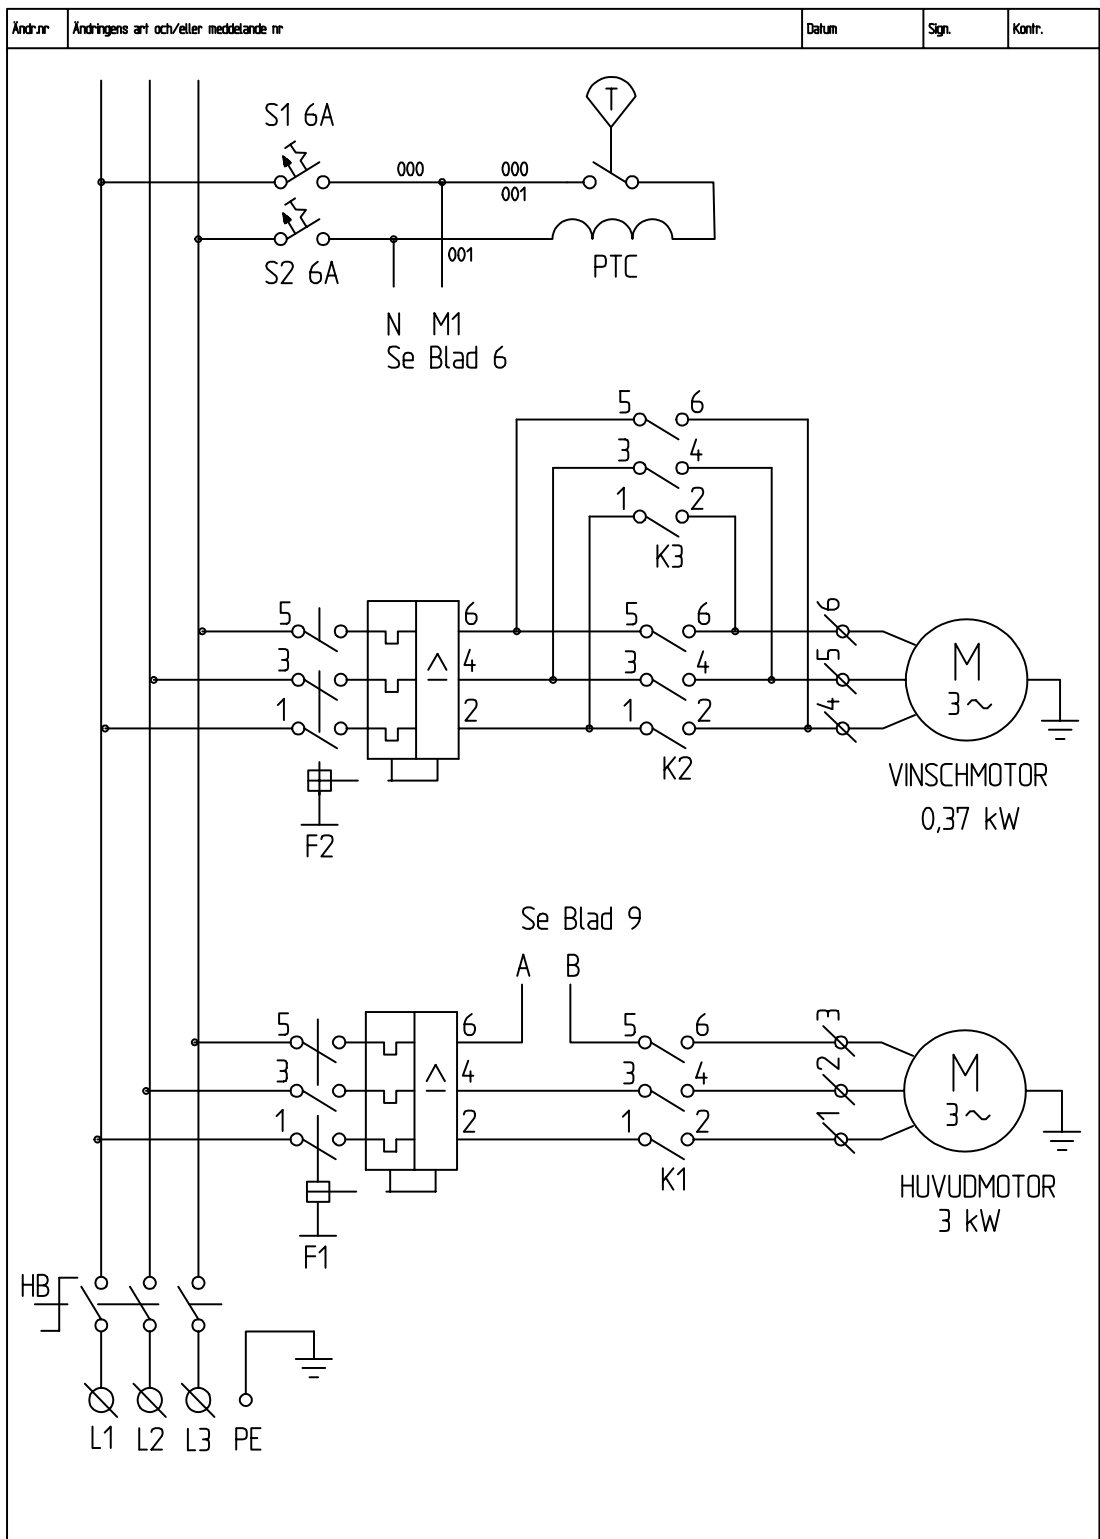 Ändr.nr Ändringens art och/eller meddelande nr Datum Sign. Kontr.
T
S1 6A
000 000
001
001
S2 6A
PTC
N M1
Se Blad 6
5 6
3 4
1 2
K3
5 6 5 6 6
3 4 3 4 5
1 2 1 2 4
M
3~
K2
VINSCHMOTOR
0,37 kW
F2
Se Blad 9
A B
5 6 5 6 3
3 4 3 4 2
1 2 1 2 1
M
3~
K1
HUVUDMOTOR
3 kW
F1
HB
L1 L2 L3 PE